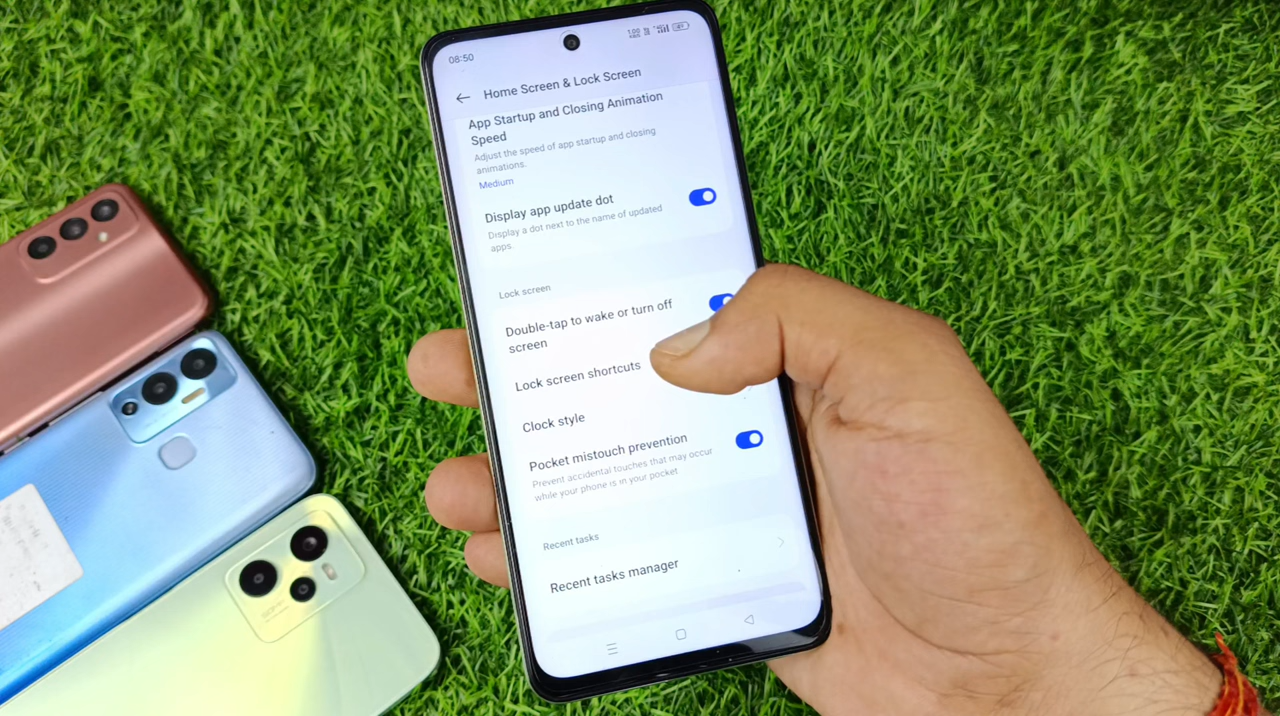 08:50
Home Screen & Lock Screen
App Startup and Closing Animation
Speed
Adjust the speed of app startup and closing
animations.
Medium
Display app update dot
Display a dot next to the name of updated
apps.
Lock screen
Double-tap to wake or turn off
screen
Lock screen shortcuts
Clock style
Pocket mistouch prevention
Prevent accidental touches that may occur
while your phone is in your pocket.
Recent tasks
Recent tasks manager